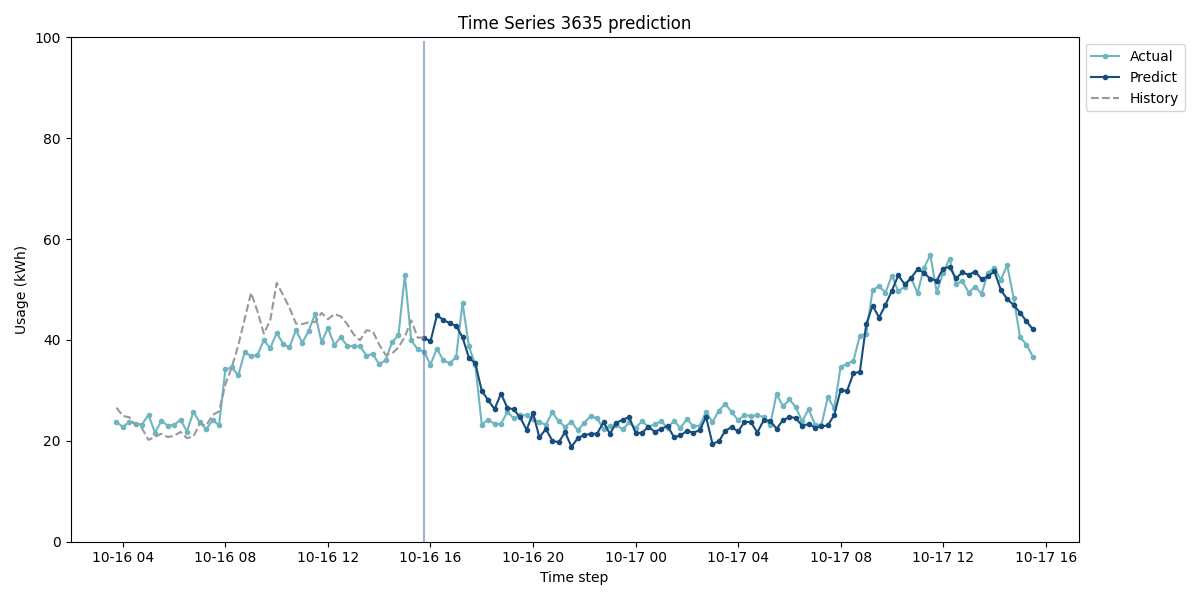 Time Series 3635 prediction
100
80
60
40
20
0
Usage (kWh)
10-16 04
10-16 08
10-16 12
10-16 16
10-16 20
10-17 00
10-17 04
10-17 08
10-17 12
10-17 16
Time step
Actual
Predict
History